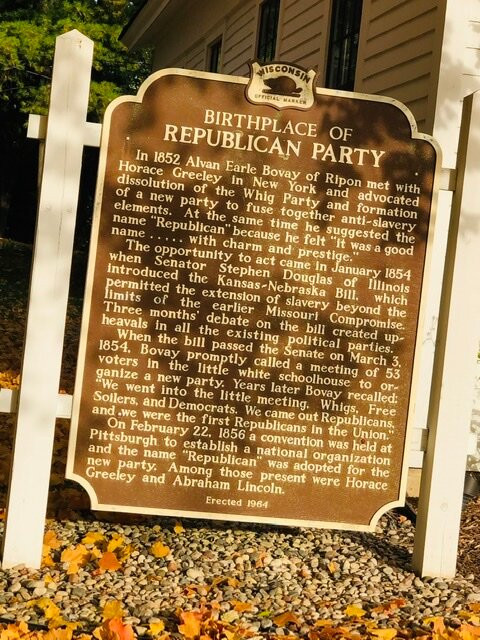 WISCONSIN
OFFICIAL MARKER
BIRTHPLACE OF
REPUBLICAN PARTY
In 1852 Alvan Earle Bovay of Ripon met with
Horace Greeley in New York and advocated
dissolution of the Whig Party and formation
of a new party to fuse together anti-slavery
elements. At the same time he suggested the
name "Republican" because he felt "it was a good
name ..... with charm and prestige."
The opportunity to act came in January 1854
when Senator Stephen Douglas of Illinois
introduced the Kansas-Nebraska Bill, which
permitted the extension of slavery beyond the
limits of the earlier Missouri Compromise.
Three months' debate on the bill created up-
heavals in all the existing political parties.
When the bill passed the Senate on March 3,
1854, Bovay promptly called a meeting of 53
voters in the little white schoolhouse to or-
ganize a new party. Years later Bovay recalled:
"We went into the little meeting, Whigs, Free
Soilers, and Democrats. We came out Republicans,
and we were the first Republicans in the Union."
On February 22, 1856 a convention was held at
Pittsburgh to establish a national organization
and the name "Republican" was adopted for the
new party. Among those present were Horace
Greeley and Abraham Lincoln.
Erected 1964